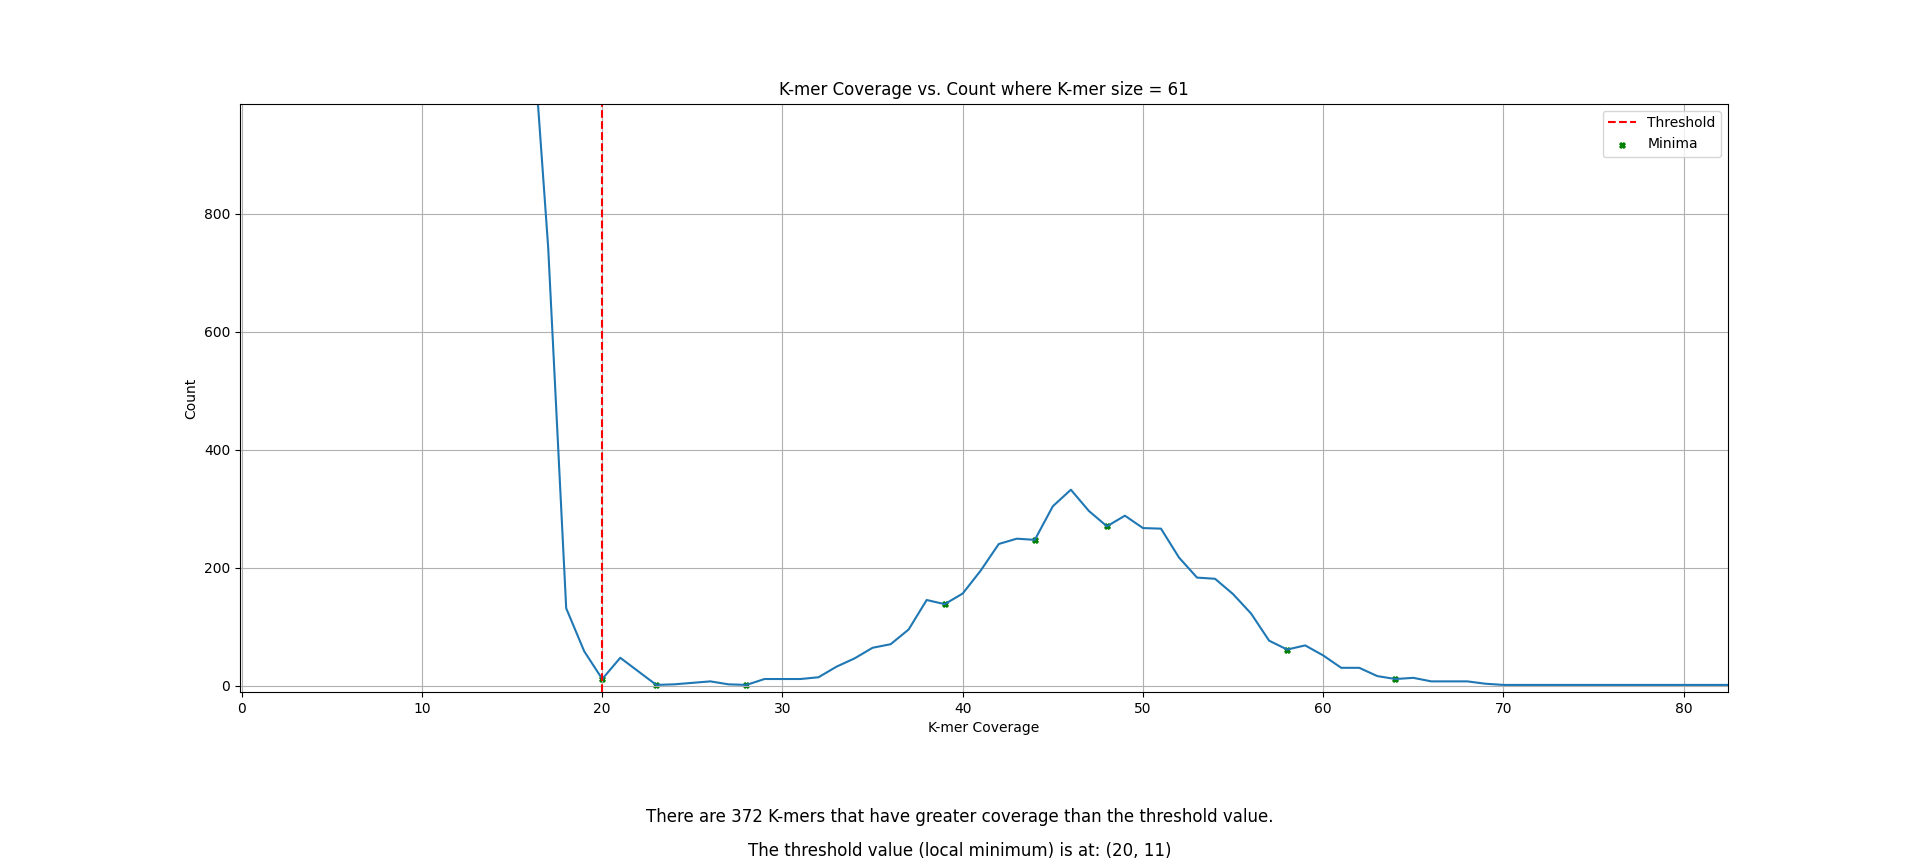 K-mer Coverage vs. Count where K-mer size = 61
Threshold
Minima
800
600
400
200
0
Count
0 10 20 30 40 50 60 70 80
K-mer Coverage
There are 372 K-mers that have greater coverage than the threshold value.
The threshold value (local minimum) is at: (20, 11)